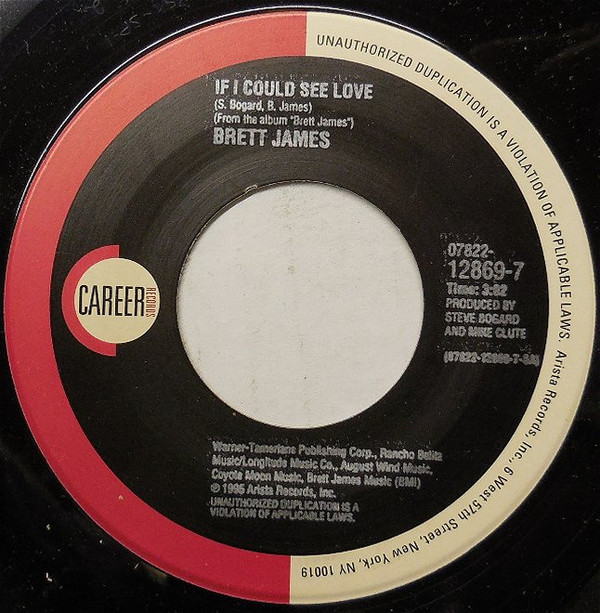 UNAUTHORIZED DUPLICATION IS A VIOLATION OF APPLICABLE LAWS. Arista Records, Inc., 6 West 57th Street, New York, NY 10019
IF I COULD SEE LOVE
(S. Bogard, B. James)
(From the album "Brett James")
BRETT JAMES
07822-
12869-7
Time: 3:02
PRODUCED BY
STEVE BOGARD
AND MIKE CLUTE
CAREER
RECORDS
Warner-Tamerlane Publishing Corp., Rancho Belita
Music/Longitude Music Co., August Wind Music,
Coyote Moon Music, Brett James Music (BMI)
℗ 1995 Arista Records, Inc.
UNAUTHORIZED DUPLICATION IS A
VIOLATION OF APPLICABLE LAWS.